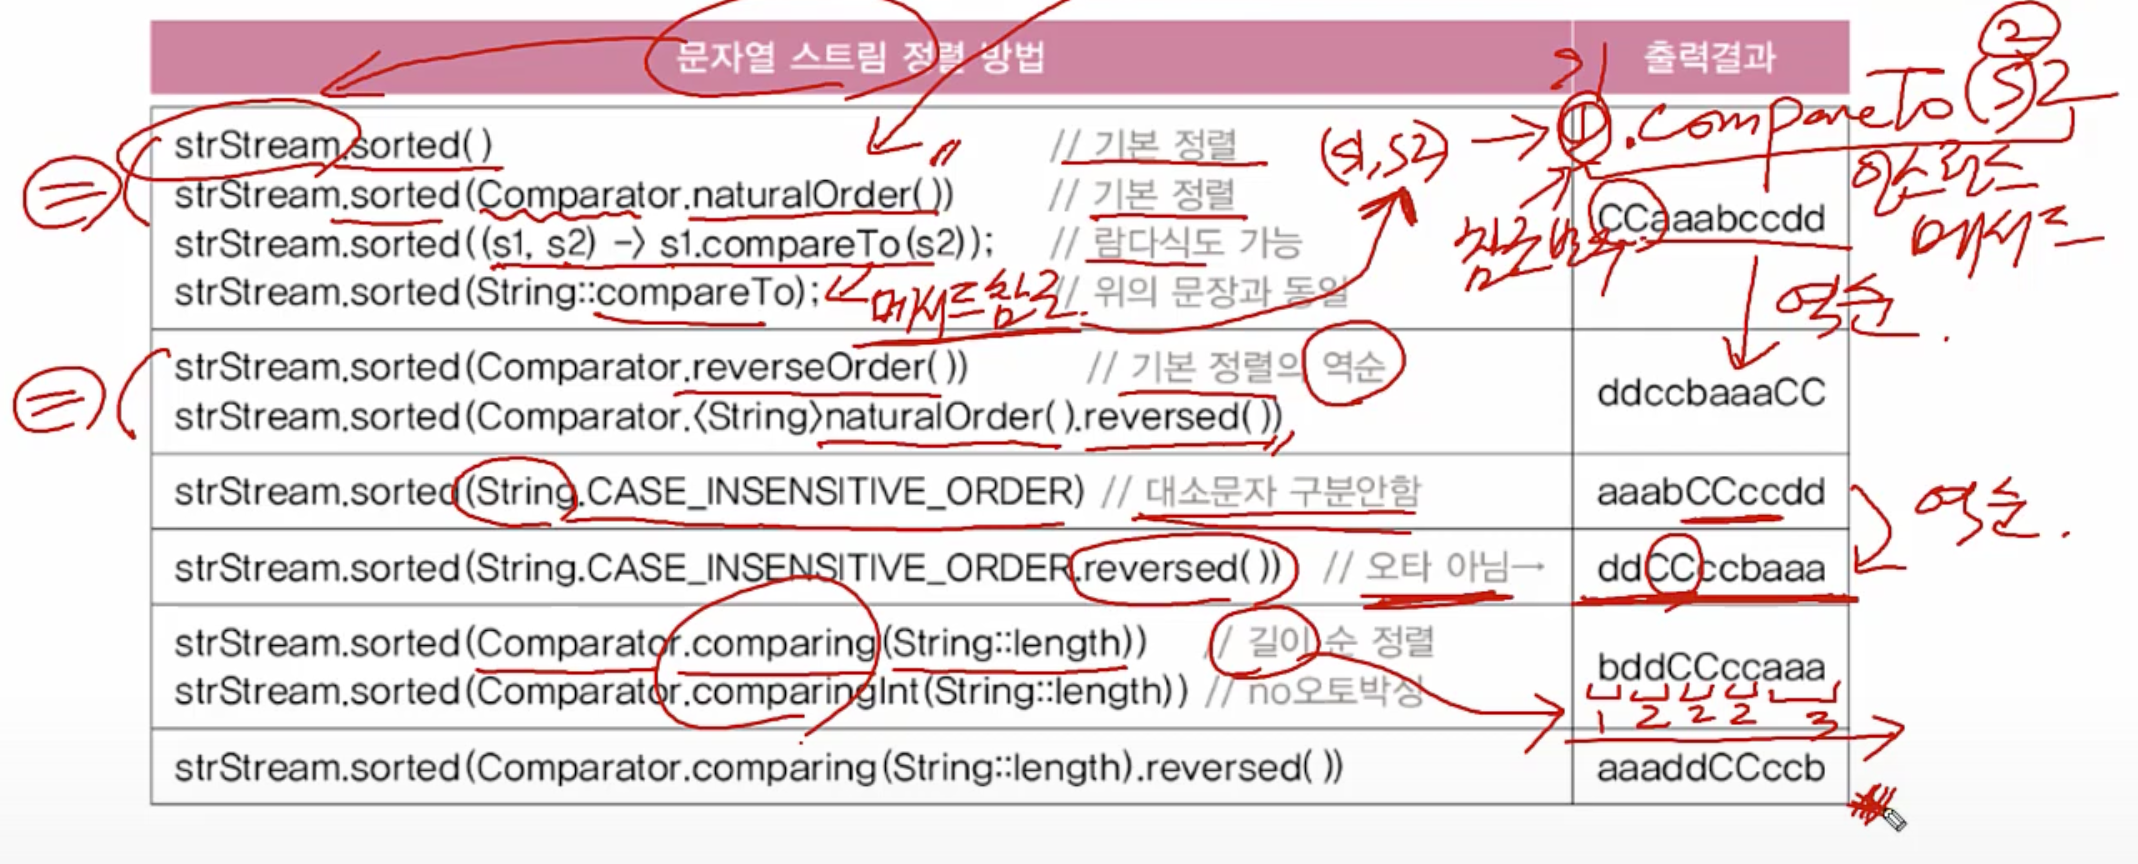 문자열 스트림 정렬 방법
출력결과
strStream.sorted() // 기본 정렬
strStream.sorted(Comparator.naturalOrder()) // 기본 정렬
strStream.sorted((s1, s2) -> s1.compareTo(s2)); // 람다식도 가능
strStream.sorted(String::compareTo); // 위의 문장과 동일
CCaaabccdd
메서드참조
(s1, s2) →
s1
.compareTo(s)2
2
참조변수
인스턴스
메서드
역순.
=
strStream.sorted(Comparator.reverseOrder()) // 기본 정렬의 역순
strStream.sorted(Comparator.<String>naturalOrder().reversed())
ddccbaaaCC
=
strStream.sorted(String.CASE_INSENSITIVE_ORDER) // 대소문자 구분안함
aaabCCccdd
역순.
strStream.sorted(String.CASE_INSENSITIVE_ORDER.reversed()) // 오타 아님→
ddCCccbaaa
strStream.sorted(Comparator.comparing(String::length)) // 길이 순 정렬
strStream.sorted(Comparator.comparingInt(String::length)) // no오토박싱
bddCCccaaa
1 2 2 2 3
strStream.sorted(Comparator.comparing(String::length).reversed())
aaaddCCccb